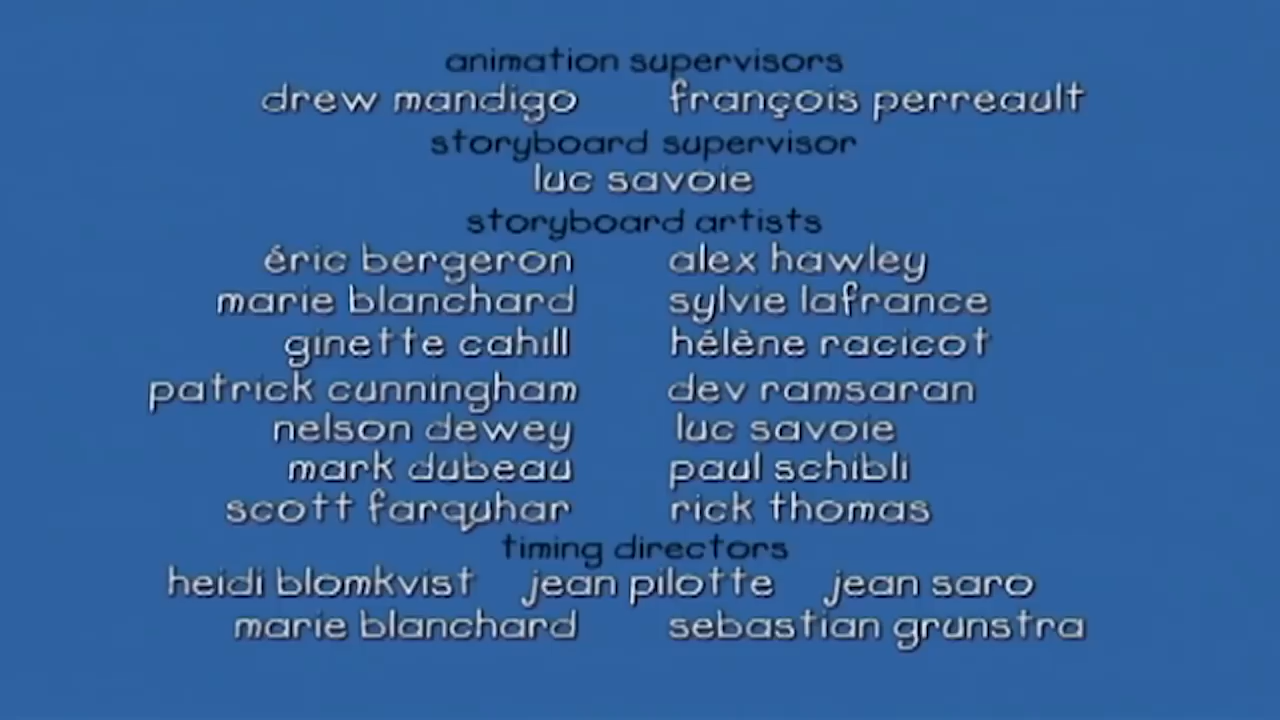 animation supervisors
drew mandigo françois perreault
storyboard supervisor
luc savoie
storyboard artists
éric bergeron alex hawley
marie blanchard sylvie lafrance
ginette cahill hélène racicot
patrick cunningham dev ramsaran
nelson dewey luc savoie
mark dubeau paul schibli
scott farquhar rick thomas
timing directors
heidi blomkvist jean pilotte jean saro
marie blanchard sebastian grunstra